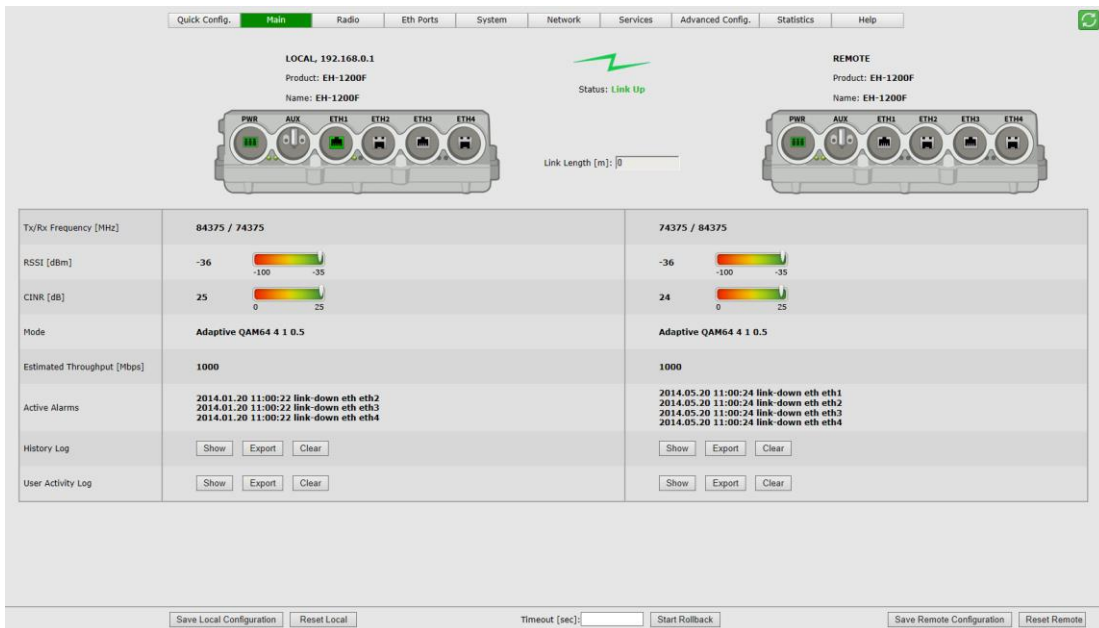 Quick Config. Main Radio Eth Ports System Network Services Advanced Config. Statistics Help
LOCAL, 192.168.0.1
Product: EH-1200F
Name: EH-1200F
PWR AUX ETH1 ETH2 ETH3 ETH4
Status: Link Up
Link Length [m]: 0
REMOTE
Product: EH-1200F
Name: EH-1200F
PWR AUX ETH1 ETH2 ETH3 ETH4
Tx/Rx Frequency [MHz] 84375 / 74375 74375 / 84375
RSSI [dBm] -36 -36
-100 -35 -100 -35
CINR [dB] 25 24
0 25 0 25
Mode Adaptive QAM64 4 1 0.5 Adaptive QAM64 4 1 0.5
Estimated Throughput [Mbps] 1000 1000
Active Alarms
2014.01.20 11:00:22 link-down eth eth2
2014.01.20 11:00:22 link-down eth eth3
2014.01.20 11:00:22 link-down eth eth4
2014.05.20 11:00:24 link-down eth eth1
2014.05.20 11:00:24 link-down eth eth2
2014.05.20 11:00:24 link-down eth eth3
2014.05.20 11:00:24 link-down eth eth4
History Log Show Export Clear Show Export Clear
User Activity Log Show Export Clear Show Export Clear
Save Local Configuration Reset Local Timeout [sec]: Start Rollback Save Remote Configuration Reset Remote